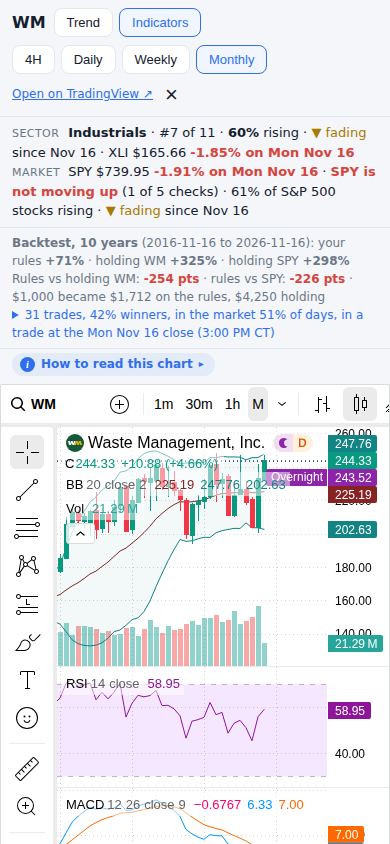 WM Trend Indicators
4H Daily Weekly Monthly
Open on TradingView ↗ ✕
SECTOR Industrials · #7 of 11 · 60% rising · ▼ fading
since Nov 16 · XLI $165.66 -1.85% on Mon Nov 16
MARKET SPY $739.95 -1.91% on Mon Nov 16 · SPY is
not moving up (1 of 5 checks) · 61% of S&P 500
stocks rising · ▼ fading since Nov 16
Backtest, 10 years (2016-11-16 to 2026-11-16): your
rules +71% · holding WM +325% · holding SPY +298%
Rules vs holding WM: -254 pts · rules vs SPY: -226 pts ·
$1,000 became $1,712 on the rules, $4,250 holding
▶ 31 trades, 42% winners, in the market 51% of days, in a
trade at the Mon Nov 16 close (3:00 PM CT)
i How to read this chart ▸
WM 1m 30m 1h M
260.00
Waste Management, Inc. D
247.76
C244.33 +10.88 (+4.66%)
244.33
Overnight 243.52
BB 20 close 2 225.19 247.76 202.63
225.19
Vol 21.29 M
202.63
180.00
160.00
140.00
21.29 M
RSI 14 close 58.95
58.95
40.00
MACD 12 26 close 9 −0.6767 6.33 7.00
7.00